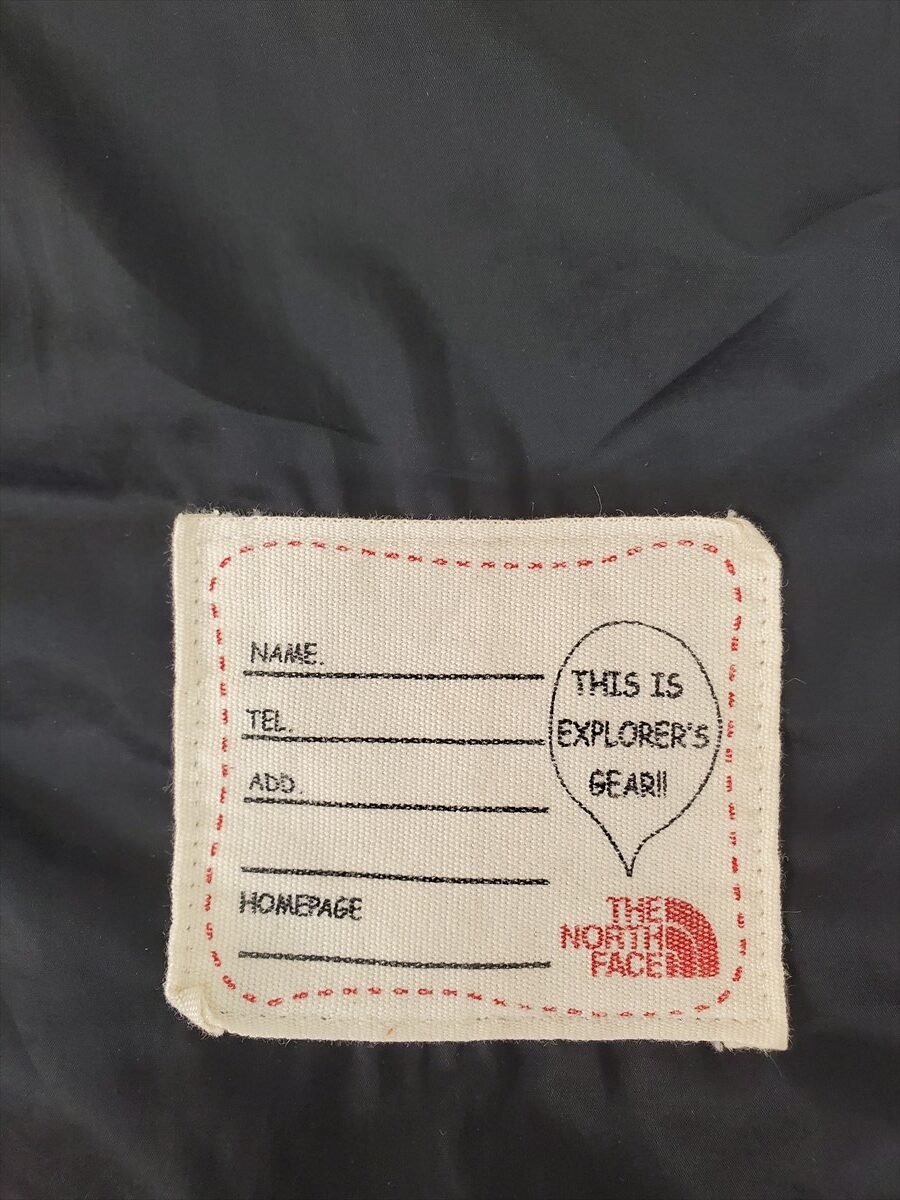 NAME.
TEL.
ADD.
HOMEPAGE
THIS IS
EXPLORER'S
GEAR!!
THE
NORTH
FACE